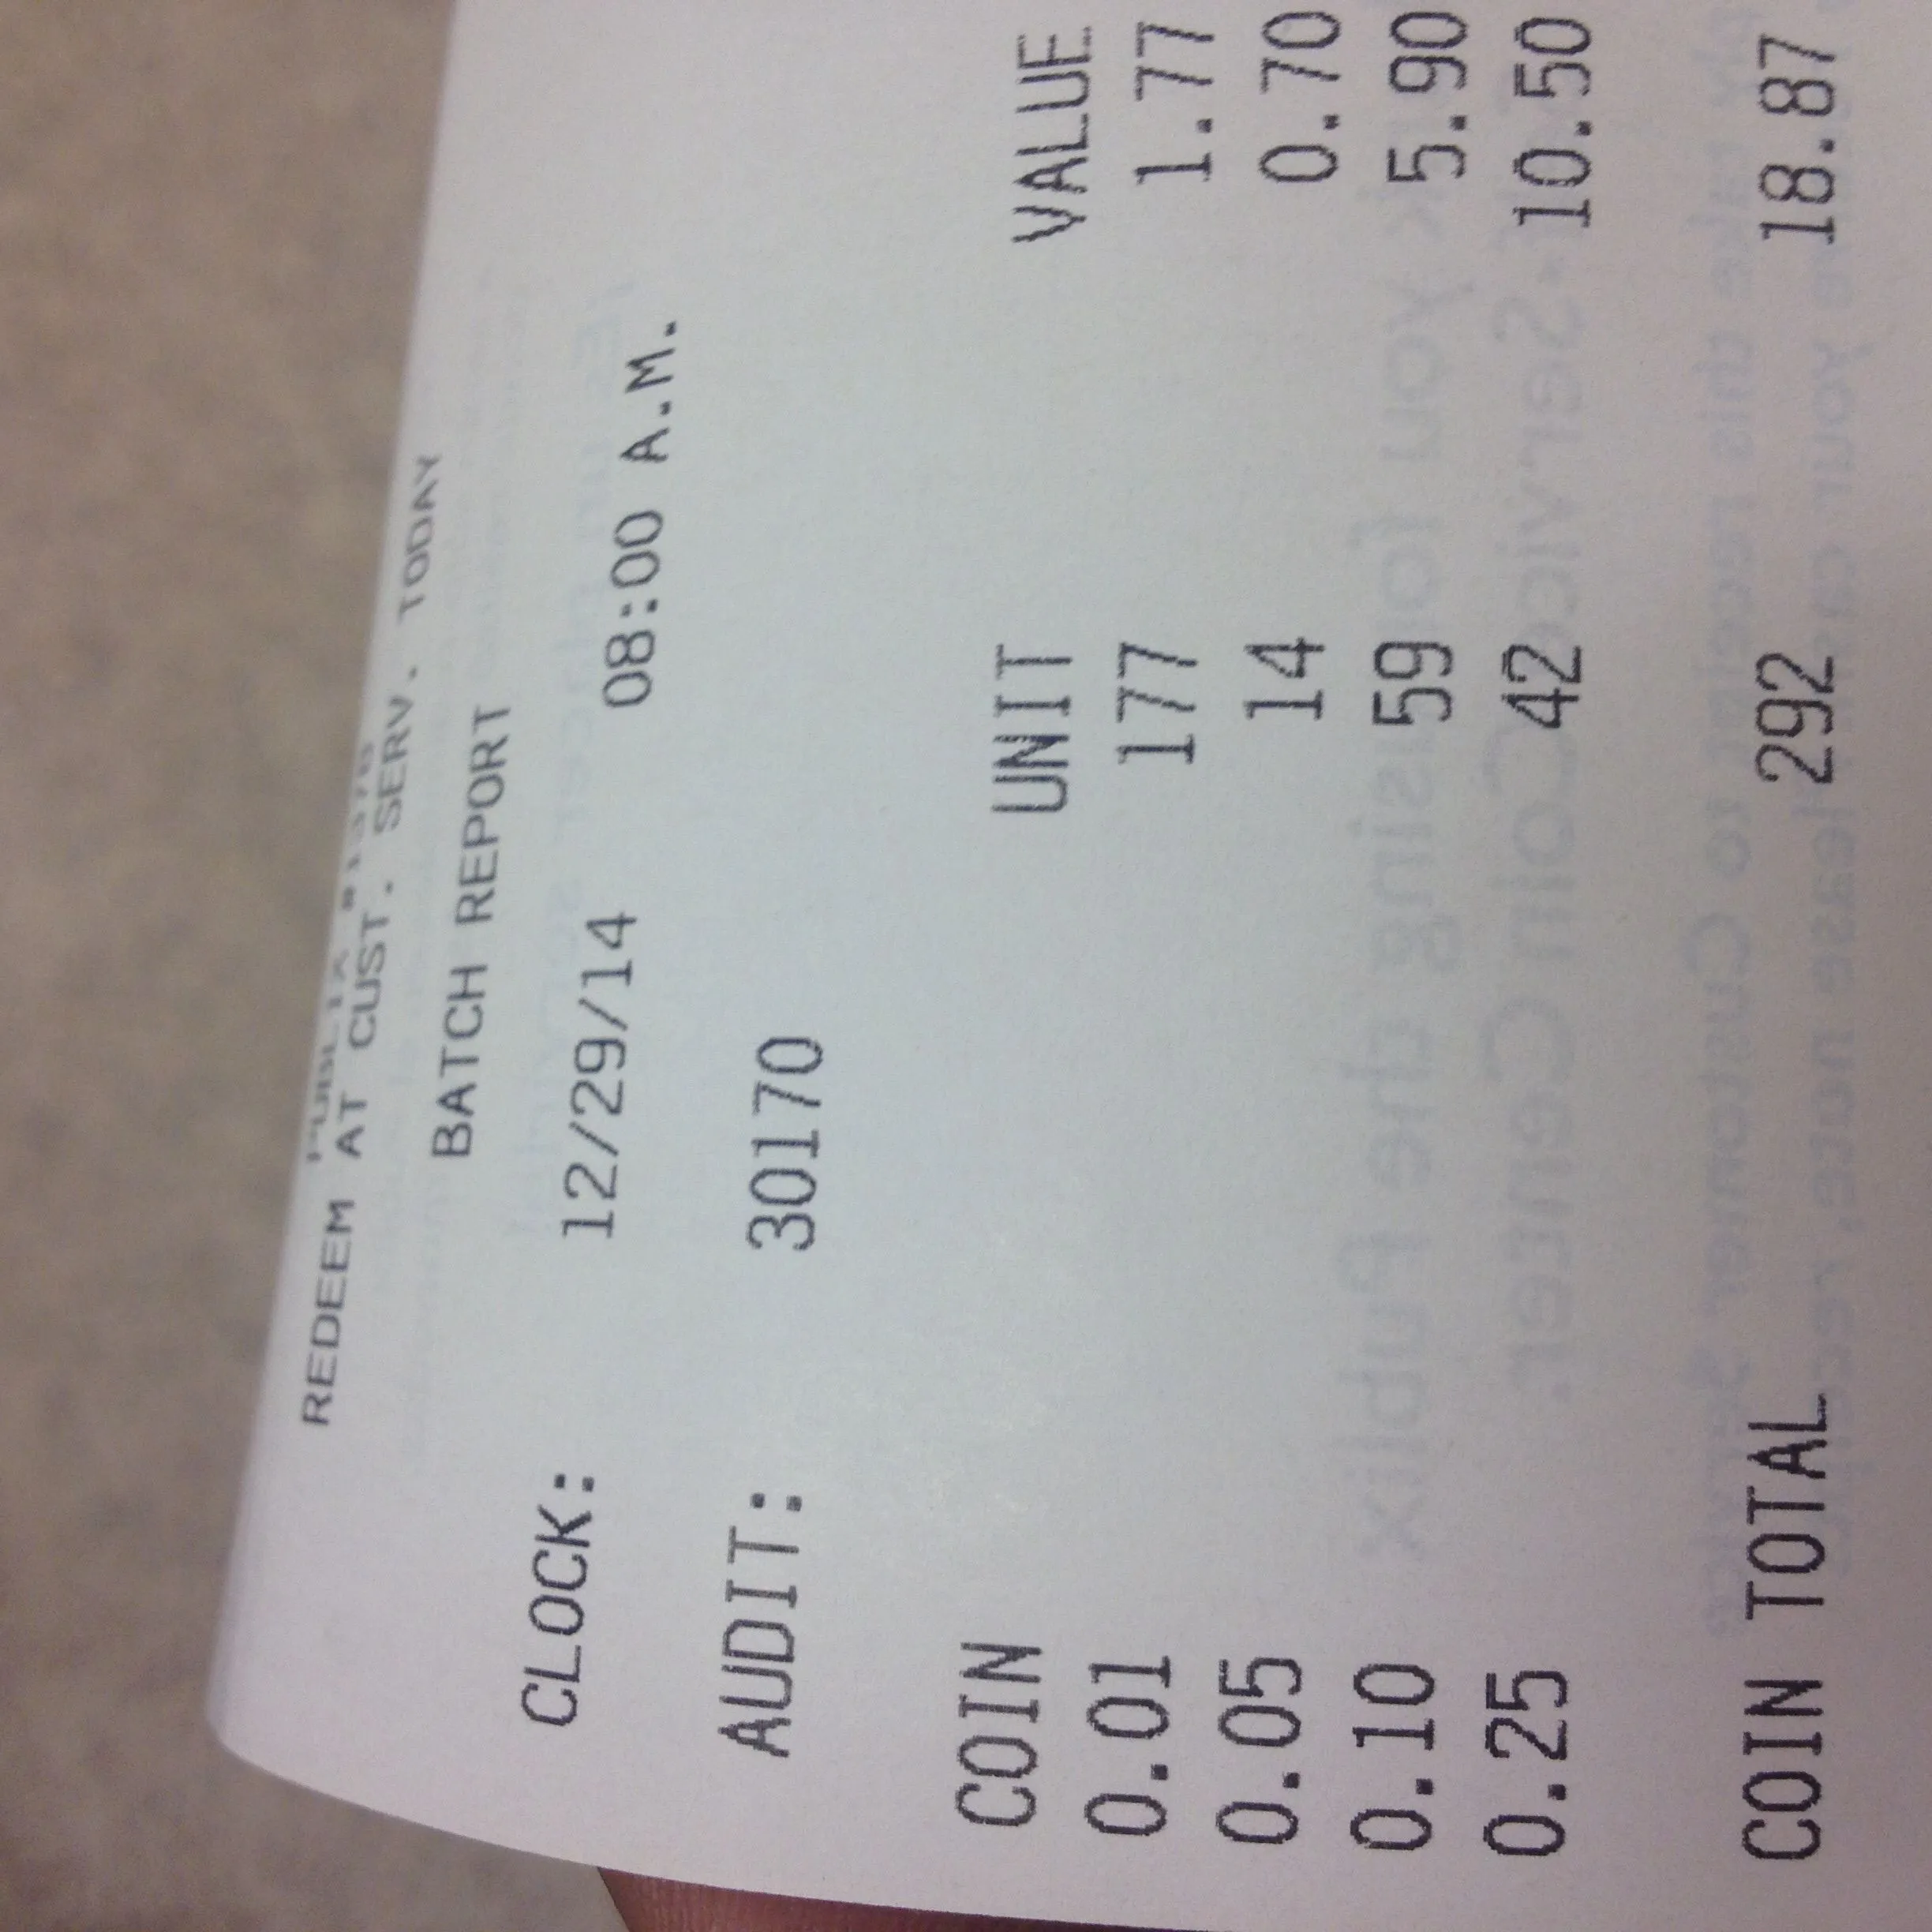 PUBLIX #1378
REDEEM AT CUST. SERV. TODAY
BATCH REPORT
CLOCK: 12/29/14 08:00 A.M.
AUDIT: 30170
COIN UNIT VALUE
0.01 177 1.77
0.05 14 0.70
0.10 59 5.90
0.25 42 10.50
COIN TOTAL 292 18.87